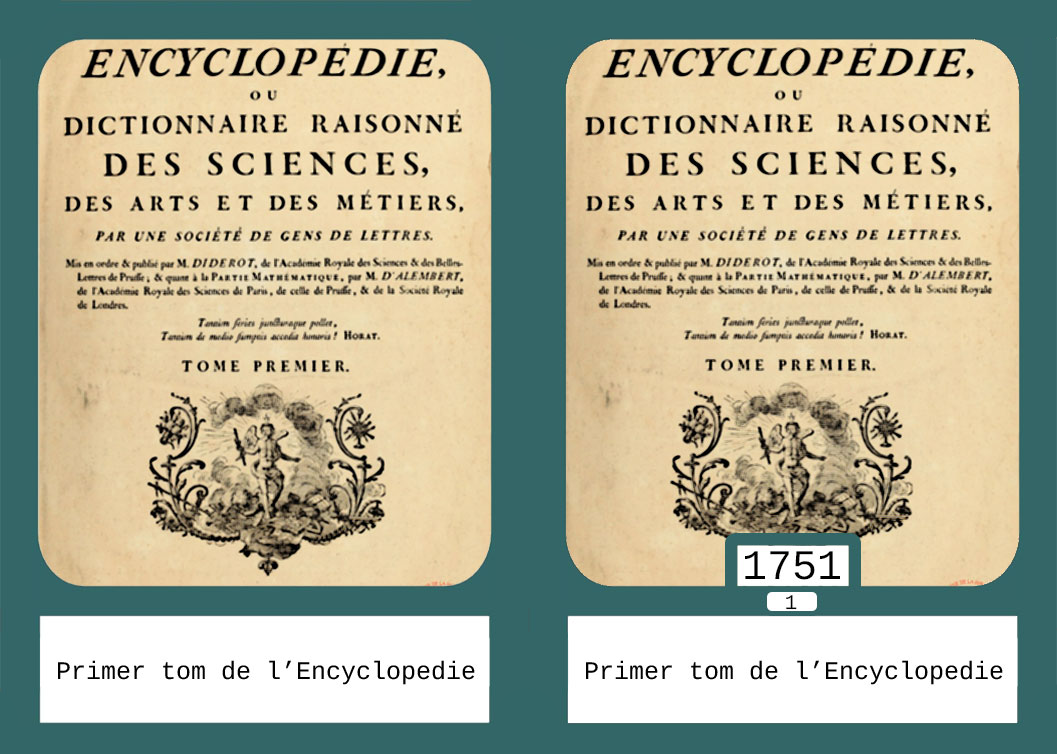 ENCYCLOPÉDIE,
OU
DICTIONNAIRE RAISONNÉ
DES SCIENCES,
DES ARTS ET DES MÉTIERS,
PAR UNE SOCIÉTÉ DE GENS DE LETTRES.
Mis en ordre & publié par M. DIDEROT, de l'Académie Royale des Sciences & des Belles-
Lettres de Prusse ; & quant à la PARTIE MATHÉMATIQUE, par M. D'ALEMBERT,
de l'Académie Royale des Sciences de Paris, de celle de Prusse, & de la Société Royale
de Londres.
Tantùm series juncturaque pollet,
Tantùm de medio sumptis accedit honoris ! HORAT.
TOME PREMIER.
Primer tom de l’Encyclopedie
ENCYCLOPÉDIE,
OU
DICTIONNAIRE RAISONNÉ
DES SCIENCES,
DES ARTS ET DES MÉTIERS,
PAR UNE SOCIÉTÉ DE GENS DE LETTRES.
Mis en ordre & publié par M. DIDEROT, de l'Académie Royale des Sciences & des Belles-
Lettres de Prusse ; & quant à la PARTIE MATHÉMATIQUE, par M. D'ALEMBERT,
de l'Académie Royale des Sciences de Paris, de celle de Prusse, & de la Société Royale
de Londres.
Tantùm series juncturaque pollet,
Tantùm de medio sumptis accedit honoris ! HORAT.
TOME PREMIER.
1751
1
Primer tom de l’Encyclopedie